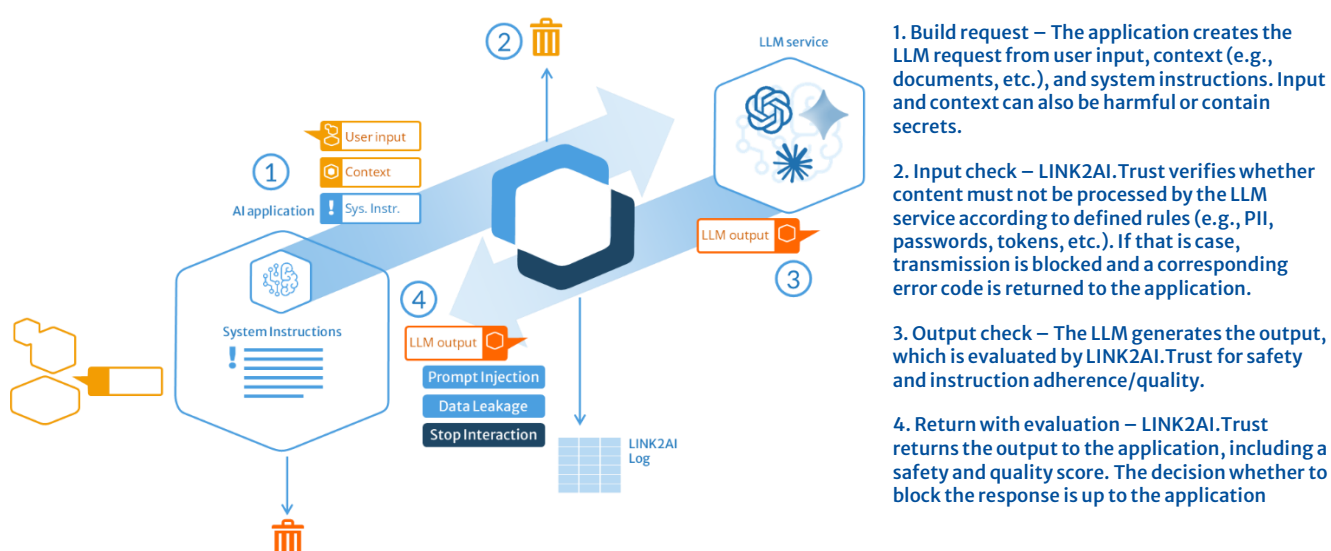 2
LLM service
User input
1
Context
AI application
! Sys. Instr.
LLM output
3
4
System Instructions
!
LLM output
Prompt Injection
Data Leakage
Stop Interaction
LINK2AI
Log
1. Build request – The application creates the
LLM request from user input, context (e.g.,
documents, etc.), and system instructions. Input
and context can also be harmful or contain
secrets.
2. Input check – LINK2AI.Trust verifies whether
content must not be processed by the LLM
service according to defined rules (e.g., PII,
passwords, tokens, etc.). If that is case,
transmission is blocked and a corresponding
error code is returned to the application.
3. Output check – The LLM generates the output,
which is evaluated by LINK2AI.Trust for safety
and instruction adherence/quality.
4. Return with evaluation – LINK2AI.Trust
returns the output to the application, including a
safety and quality score. The decision whether to
block the response is up to the application